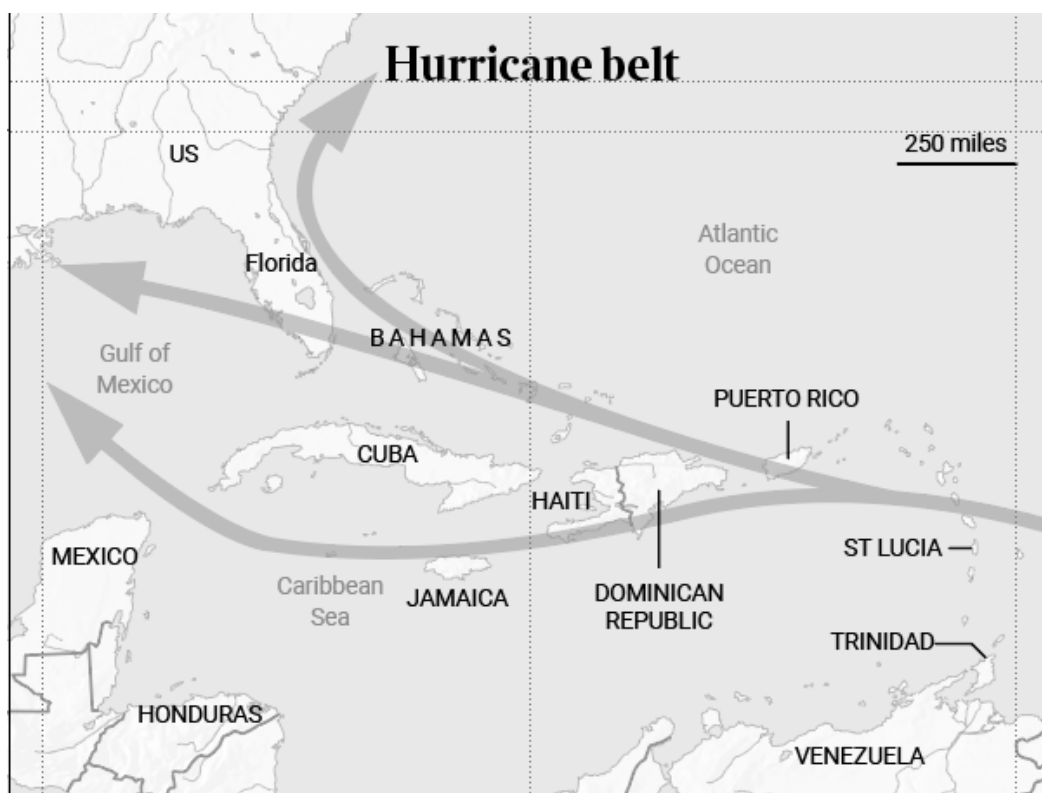 Hurricane belt
250 miles
US
Atlantic
Ocean
Florida
BAHAMAS
Gulf of
Mexico
PUERTO RICO
CUBA
HAITI
MEXICO
ST LUCIA
Caribbean
Sea
JAMAICA
DOMINICAN
REPUBLIC
TRINIDAD
HONDURAS
VENEZUELA